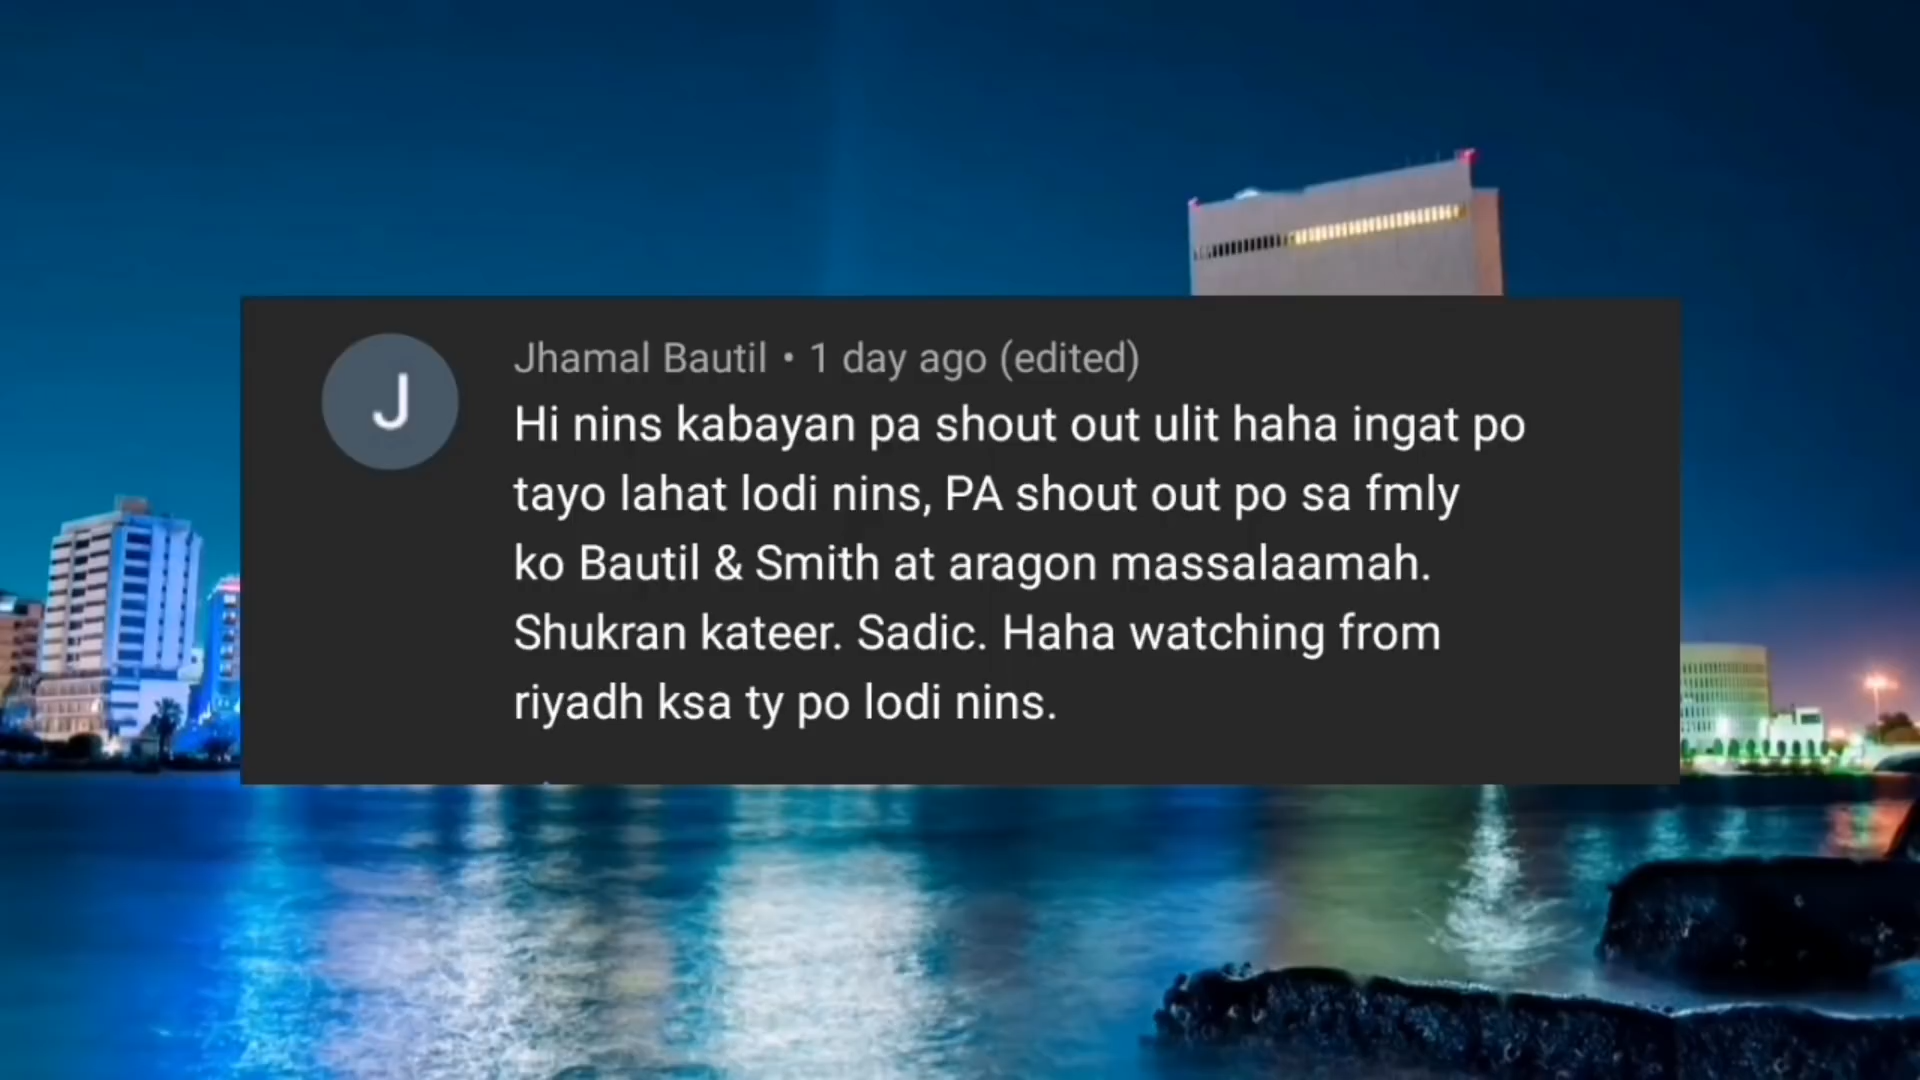 J
Jhamal Bautil • 1 day ago (edited)
Hi nins kabayan pa shout out ulit haha ingat po
tayo lahat lodi nins, PA shout out po sa fmly
ko Bautil & Smith at aragon massalaamah.
Shukran kateer. Sadic. Haha watching from
riyadh ksa ty po lodi nins.